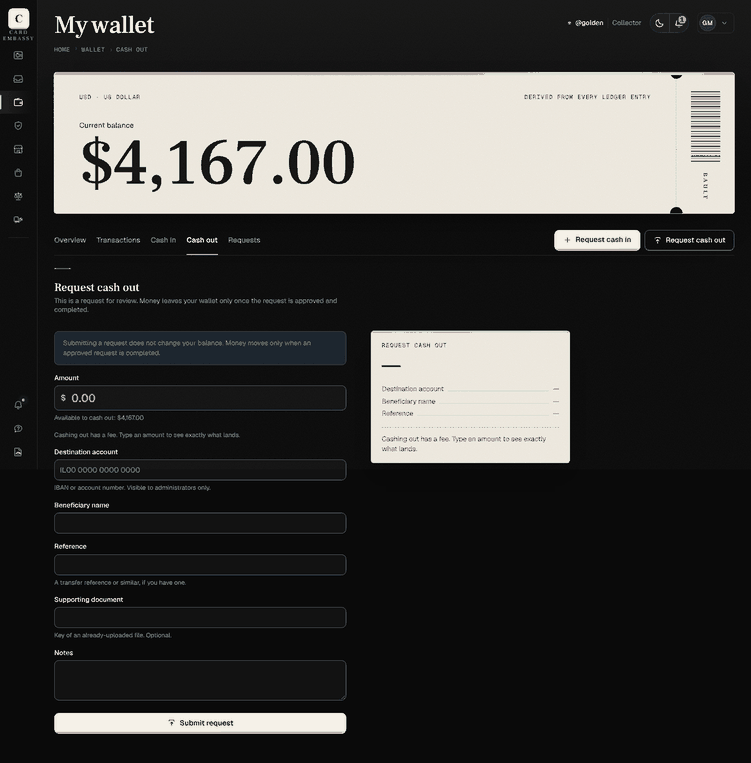 C
CARD
EMBASSY
My wallet
@golden Collector
1
GM
HOME WALLET CASH OUT
USD · US DOLLAR
DERIVED FROM EVERY LEDGER ENTRY
Current balance
$4,167.00
VAULT
Overview Transactions Cash in Cash out Requests
Request cash in
Request cash out
Request cash out
This is a request for review. Money leaves your wallet only once the request is approved and
completed.
Submitting a request does not change your balance. Money moves only when an
approved request is completed.
Amount
$ 0.00
Available to cash out: $4,167.00
Cashing out has a fee. Type an amount to see exactly what lands.
Destination account
IL00 0000 0000 0000
IBAN or account number. Visible to administrators only.
Beneficiary name
Reference
A transfer reference or similar, if you have one.
Supporting document
Key of an already-uploaded file. Optional.
Notes
Submit request
REQUEST CASH OUT
—
Destination account —
Beneficiary name —
Reference —
Cashing out has a fee. Type an amount to see exactly
what lands.